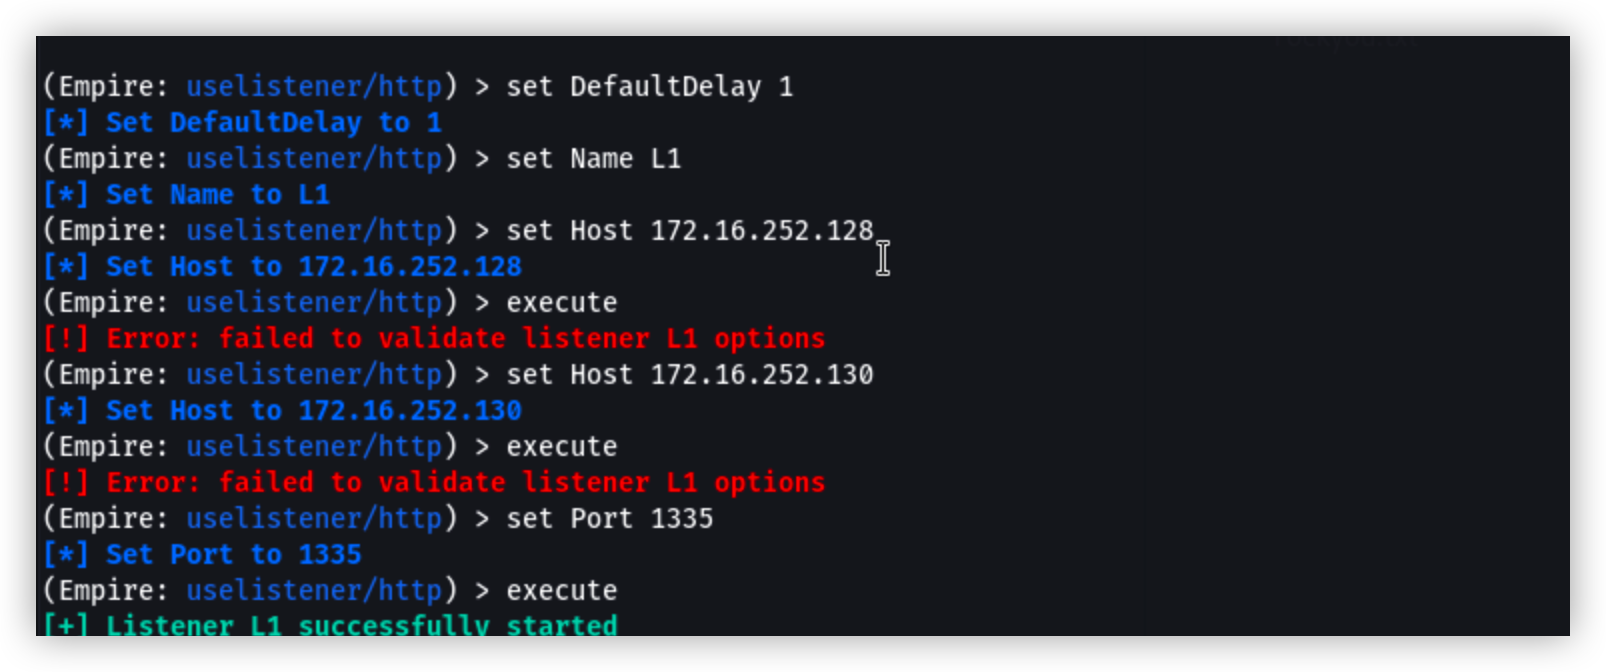 (Empire: uselistener/http) > set DefaultDelay 1
[*] Set DefaultDelay to 1
(Empire: uselistener/http) > set Name L1
[*] Set Name to L1
(Empire: uselistener/http) > set Host 172.16.252.128
[*] Set Host to 172.16.252.128
(Empire: uselistener/http) > execute
[!] Error: failed to validate listener L1 options
(Empire: uselistener/http) > set Host 172.16.252.130
[*] Set Host to 172.16.252.130
(Empire: uselistener/http) > execute
[!] Error: failed to validate listener L1 options
(Empire: uselistener/http) > set Port 1335
[*] Set Port to 1335
(Empire: uselistener/http) > execute
[+] Listener L1 successfully started